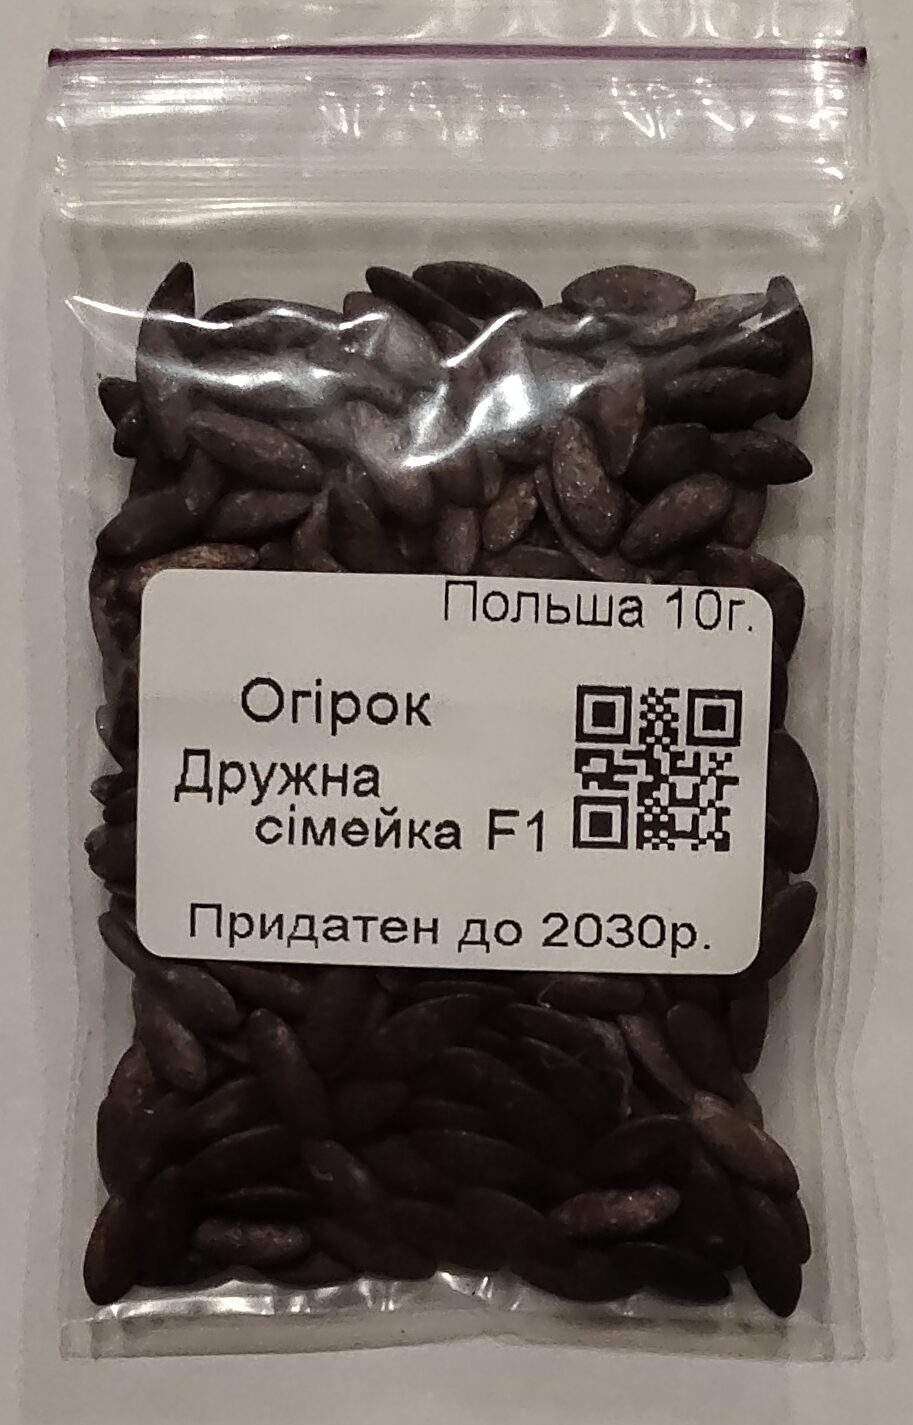 Польша 10г.
Огірок
Дружна
сімейка F1
Придатен до 2030р.